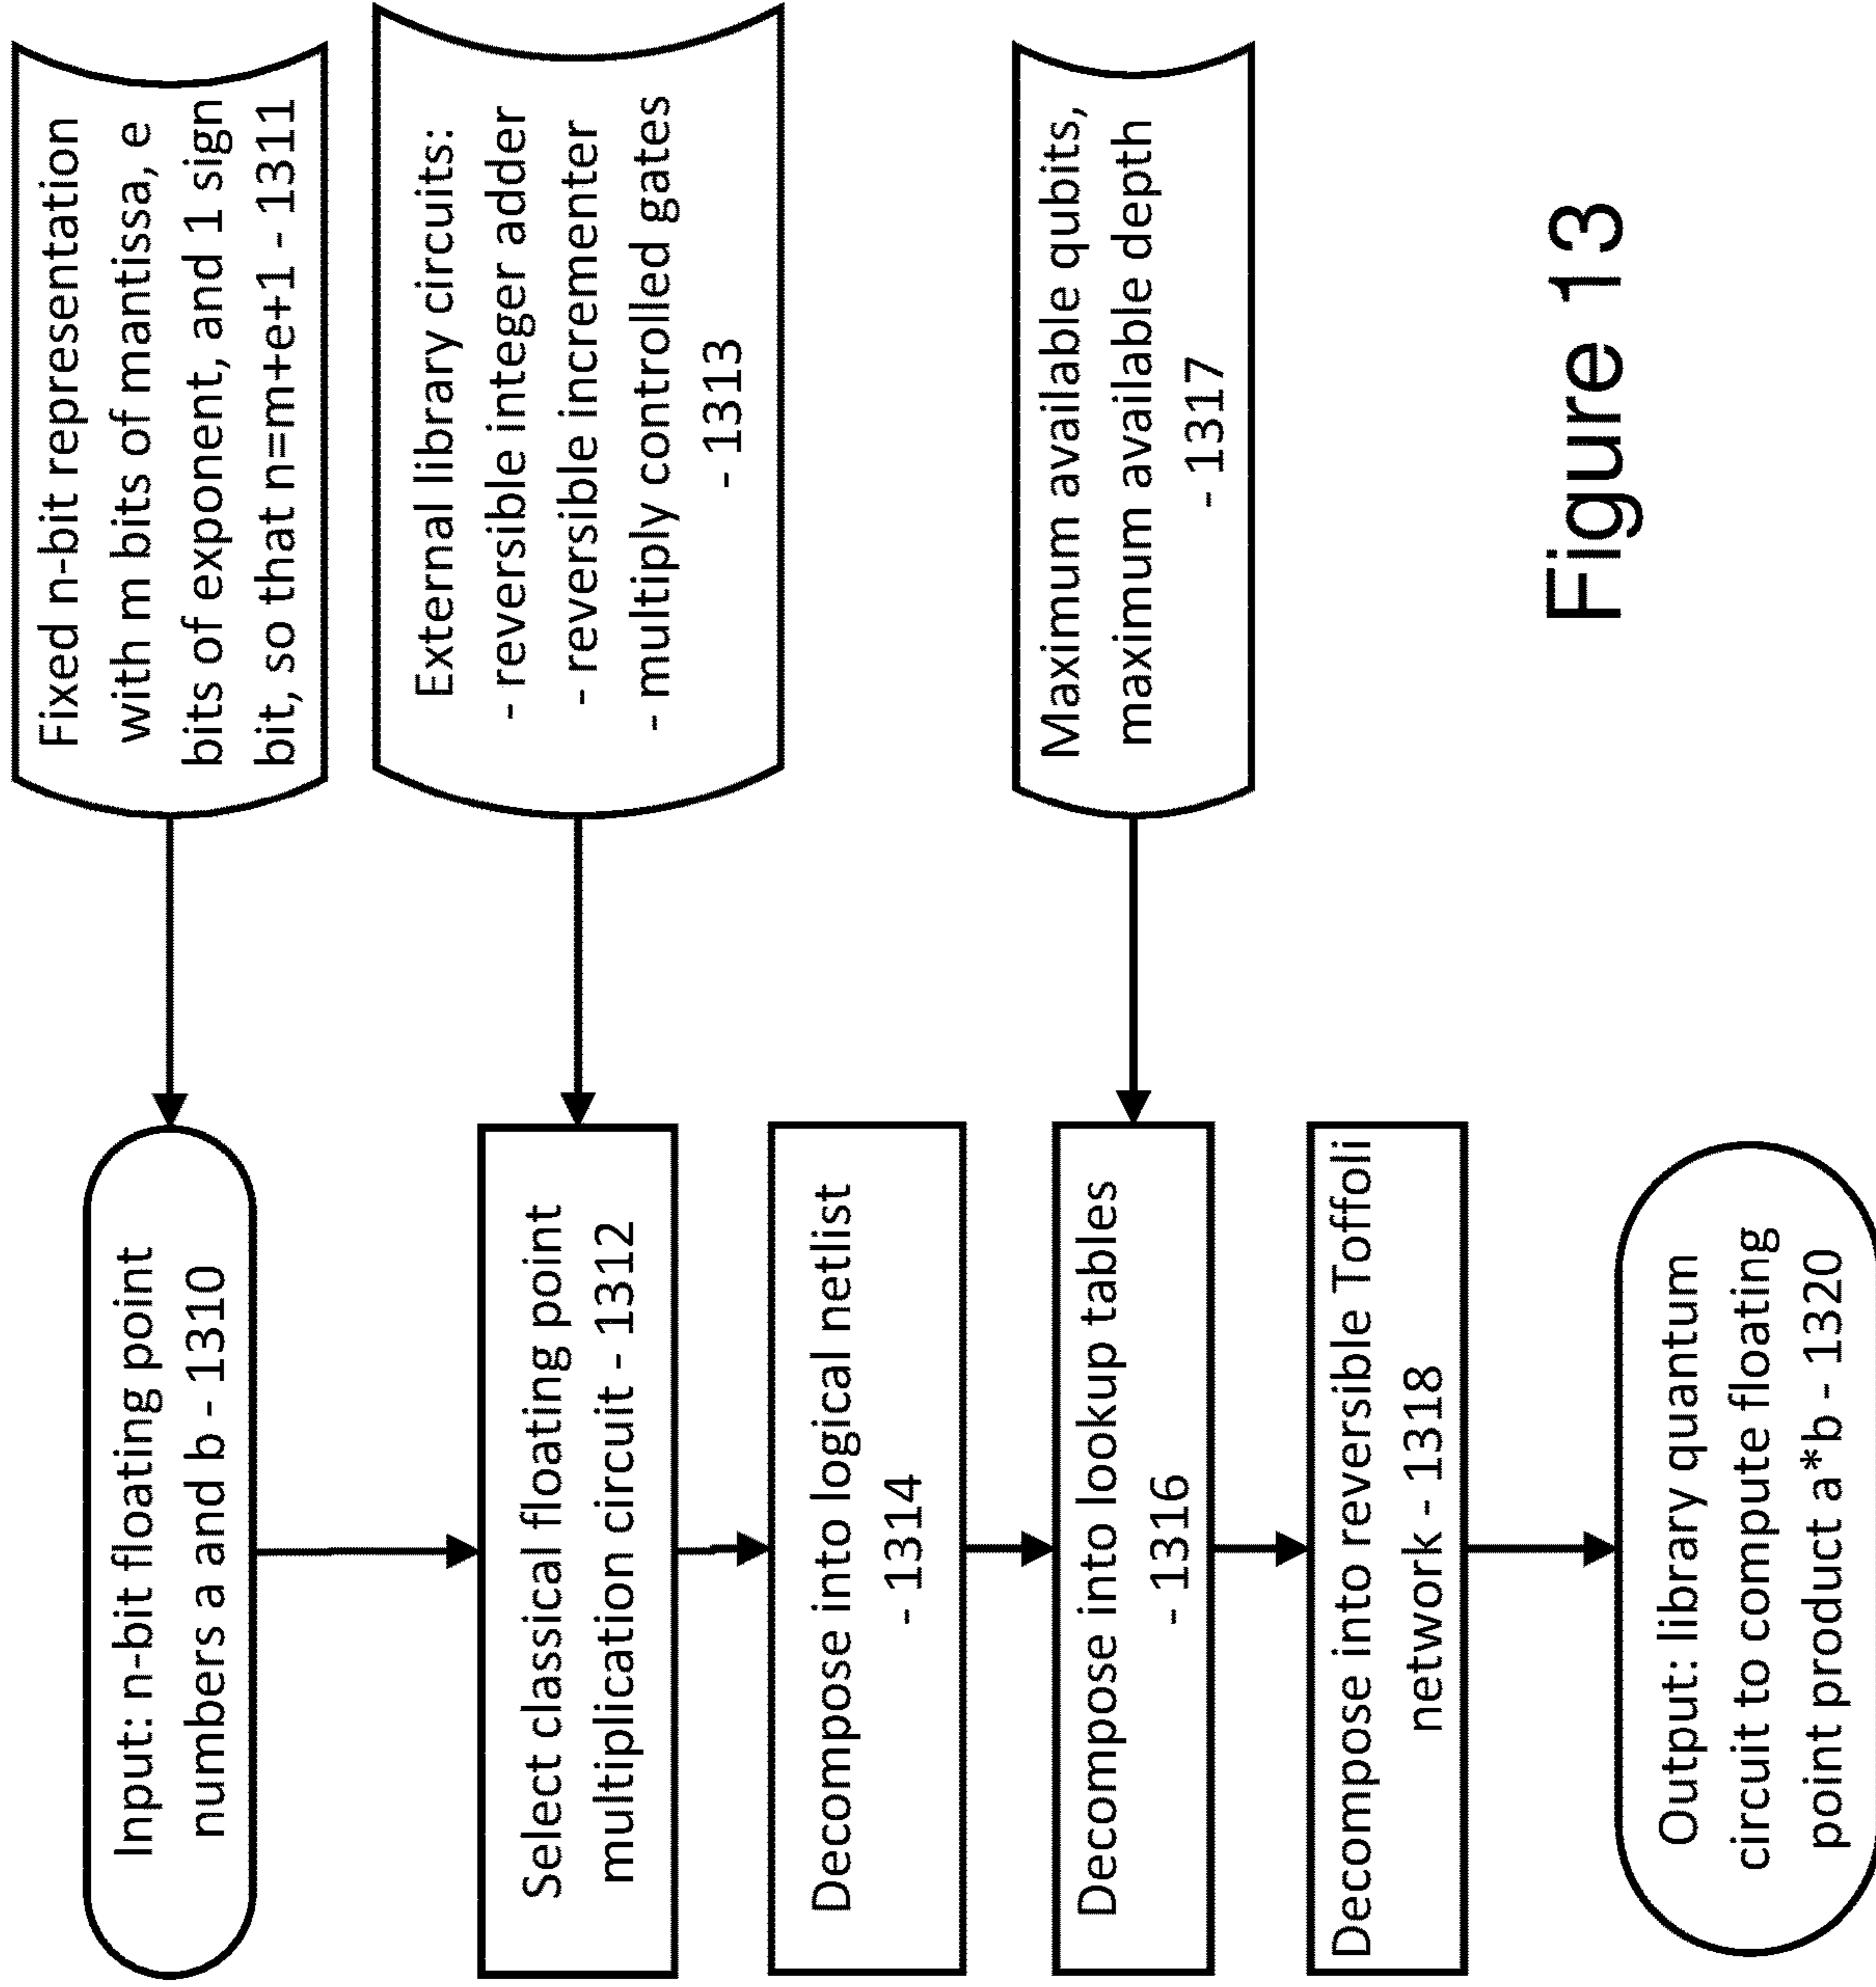 Input: n-bit floating point
numbers a and b - 1310
Fixed n-bit representation
with m bits of mantissa, e
bits of exponent, and 1 sign
bit, so that n=m+e+1 - 1311
Select classical floating point
multiplication circuit - 1312
External library circuits:
- reversible integer adder
- reversible incrementer
- multiply controlled gates
- 1313
Decompose into logical netlist
- 1314
Decompose into lookup tables
- 1316
Maximum available qubits,
maximum available depth
- 1317
Decompose into reversible Toffoli
network - 1318
Output: library quantum
circuit to compute floating
point product a*b - 1320
Figure 13